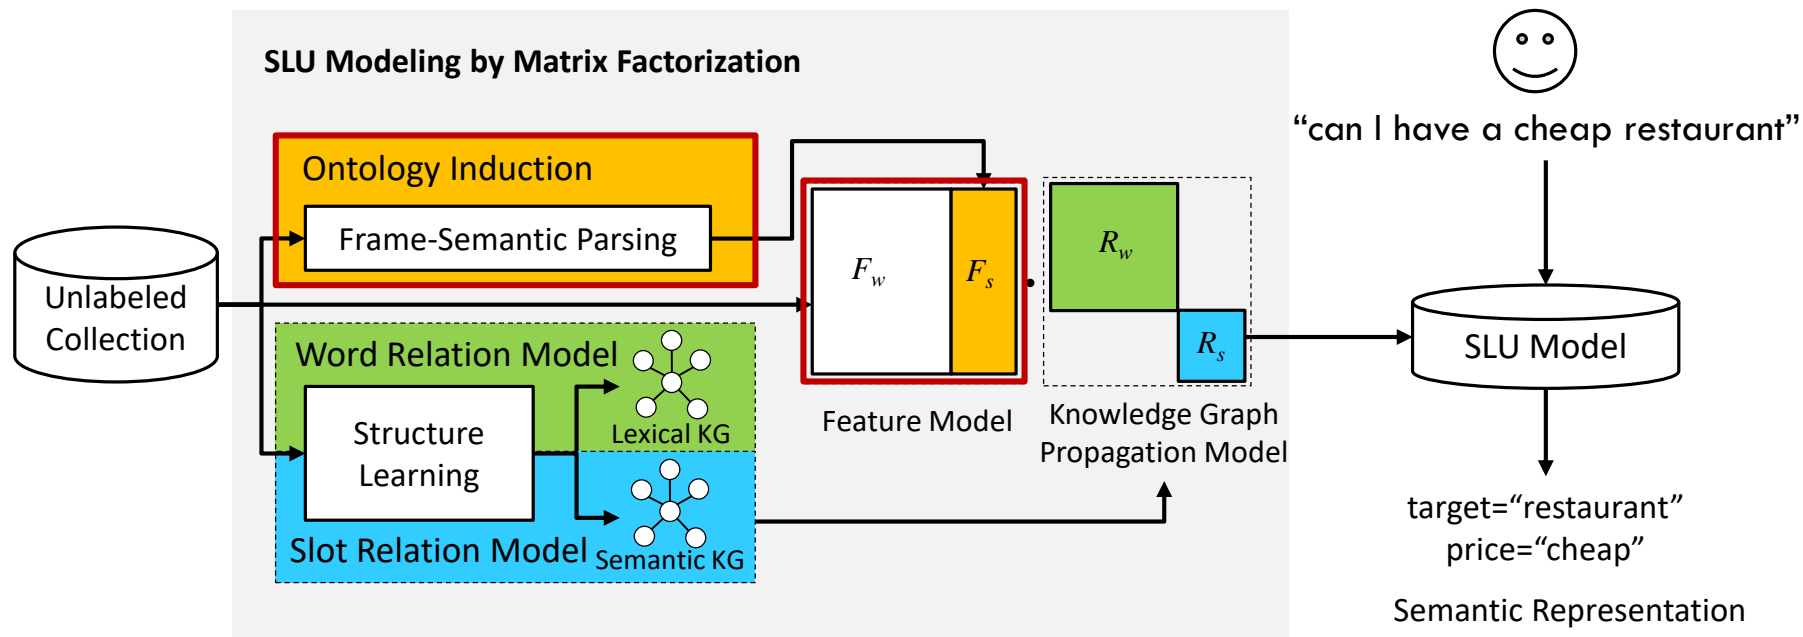 SLU Modeling by Matrix Factorization
“can I have a cheap restaurant”
Ontology Induction
Frame-Semantic Parsing
Unlabeled
Collection
F_w
F_s
R_w
R_s
SLU Model
Word Relation Model
Structure
Learning
Lexical KG
Semantic KG
Slot Relation Model
Feature Model
Knowledge Graph
Propagation Model
target=“restaurant”
price=“cheap”
Semantic Representation